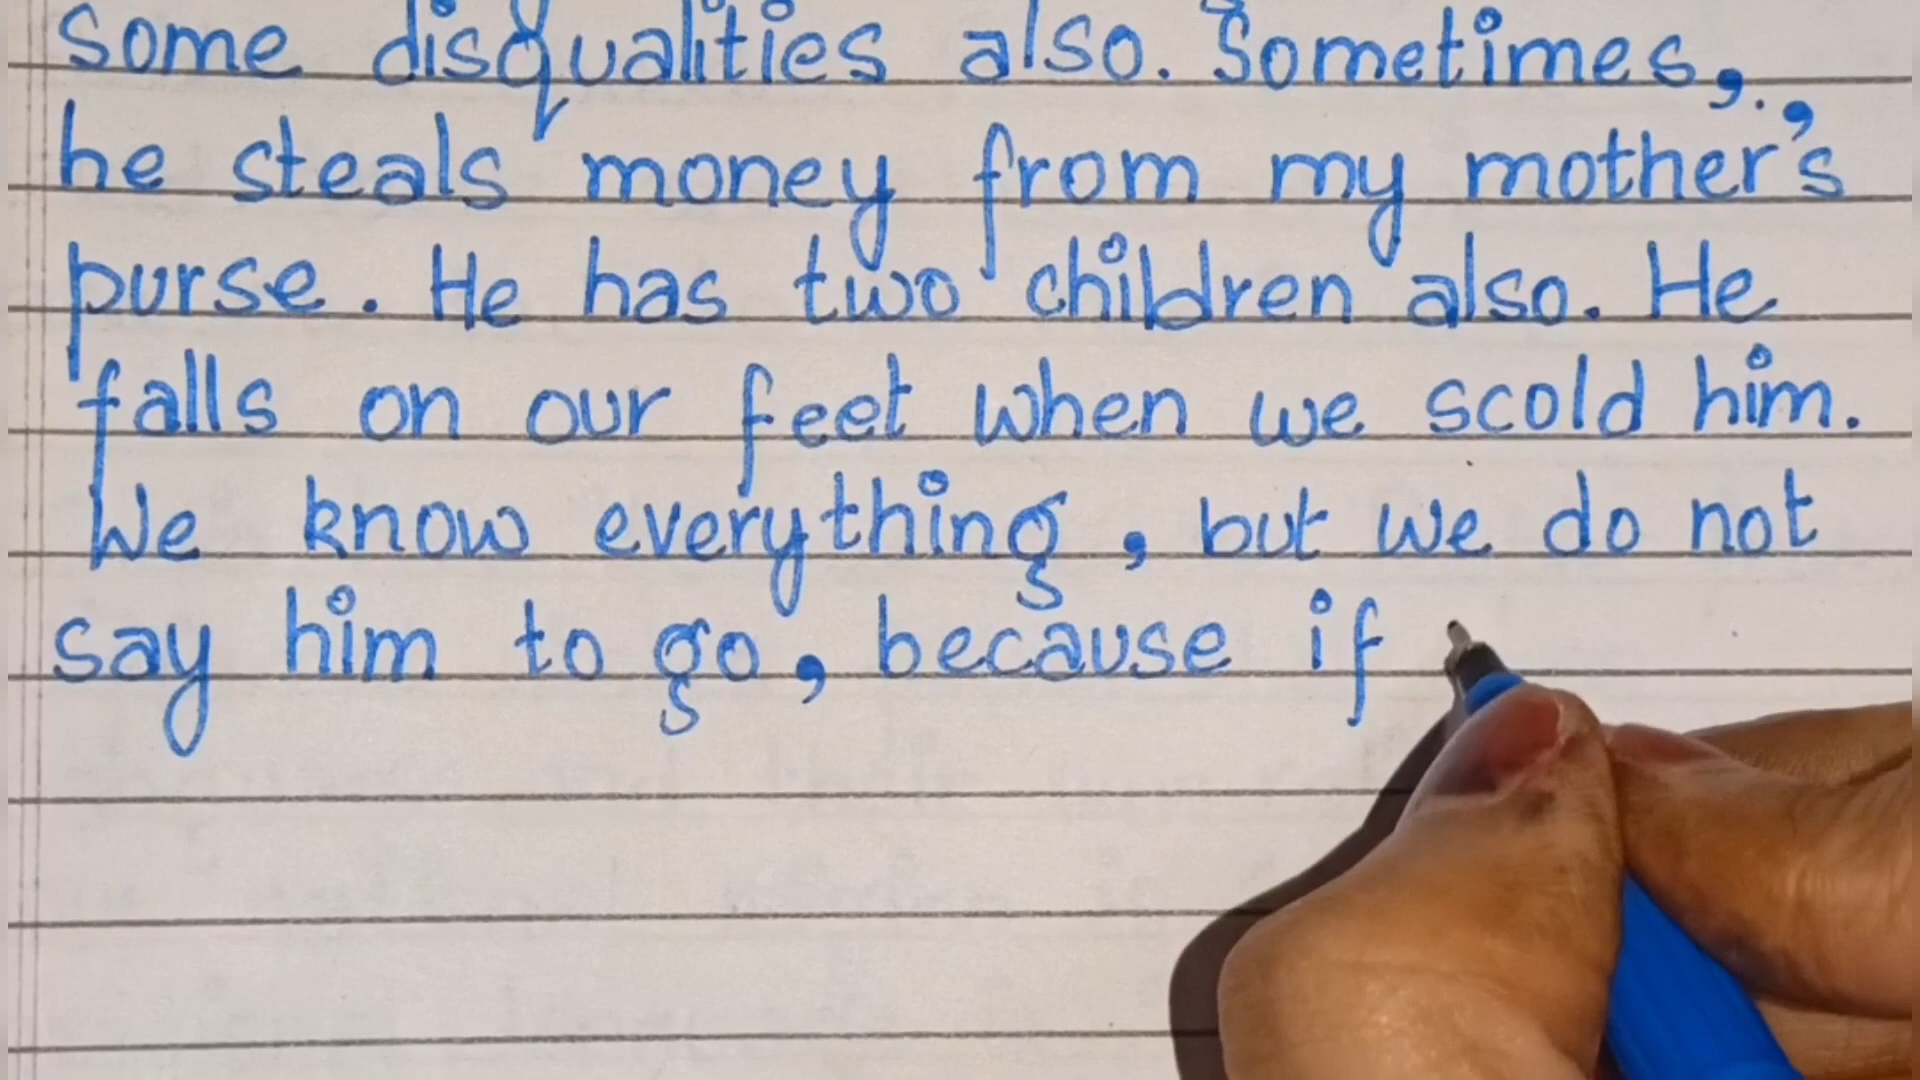 some disqualities also. Sometimes,
he steals money from my mother's
purse. He has two children also. He
falls on our feet when we scold him.
We know everything, but we do not
say him to go, because if